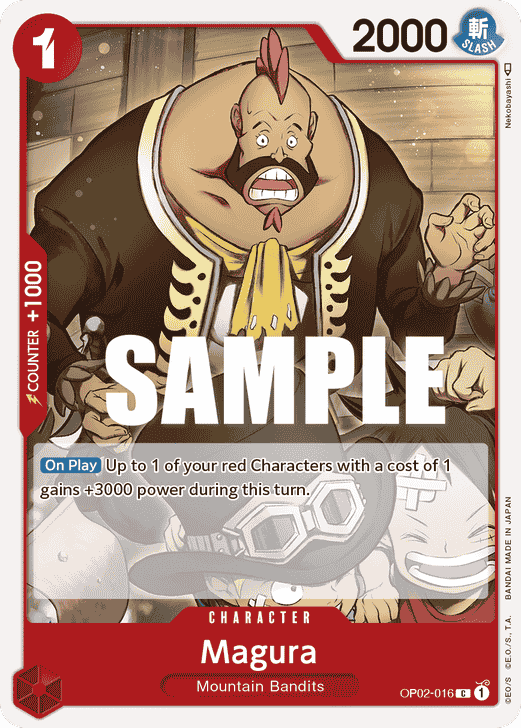 1
2000
斬
SLASH
Nekobayashi
COUNTER +1000
SAMPLE
On Play Up to 1 of your red Characters with a cost of 1
gains +3000 power during this turn.
©EO/S ©E.O./S., T.A. BANDAI MADE IN JAPAN
CHARACTER
Magura
Mountain Bandits
OP02-016 C 1